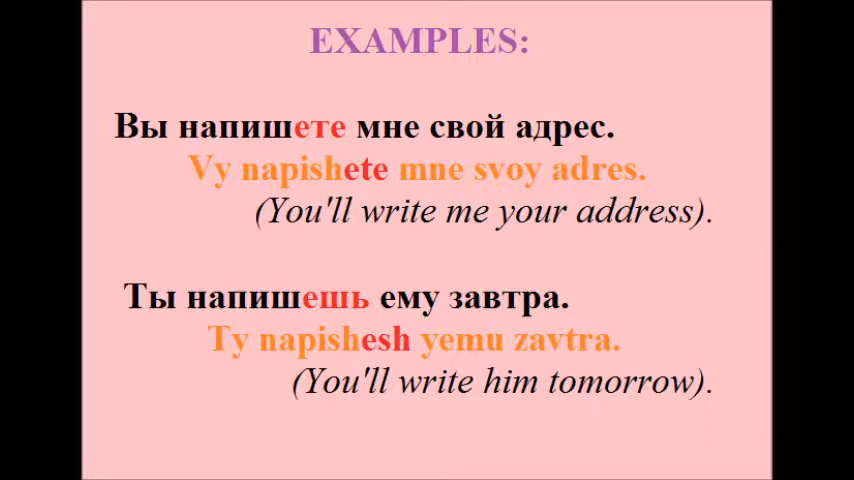 EXAMPLES:
Вы напишете мне свой адрес.
Vy napishete mne svoy adres.
(You'll write me your address).
Ты напишешь ему завтра.
Ty napishesh yemu zavtra.
(You'll write him tomorrow).